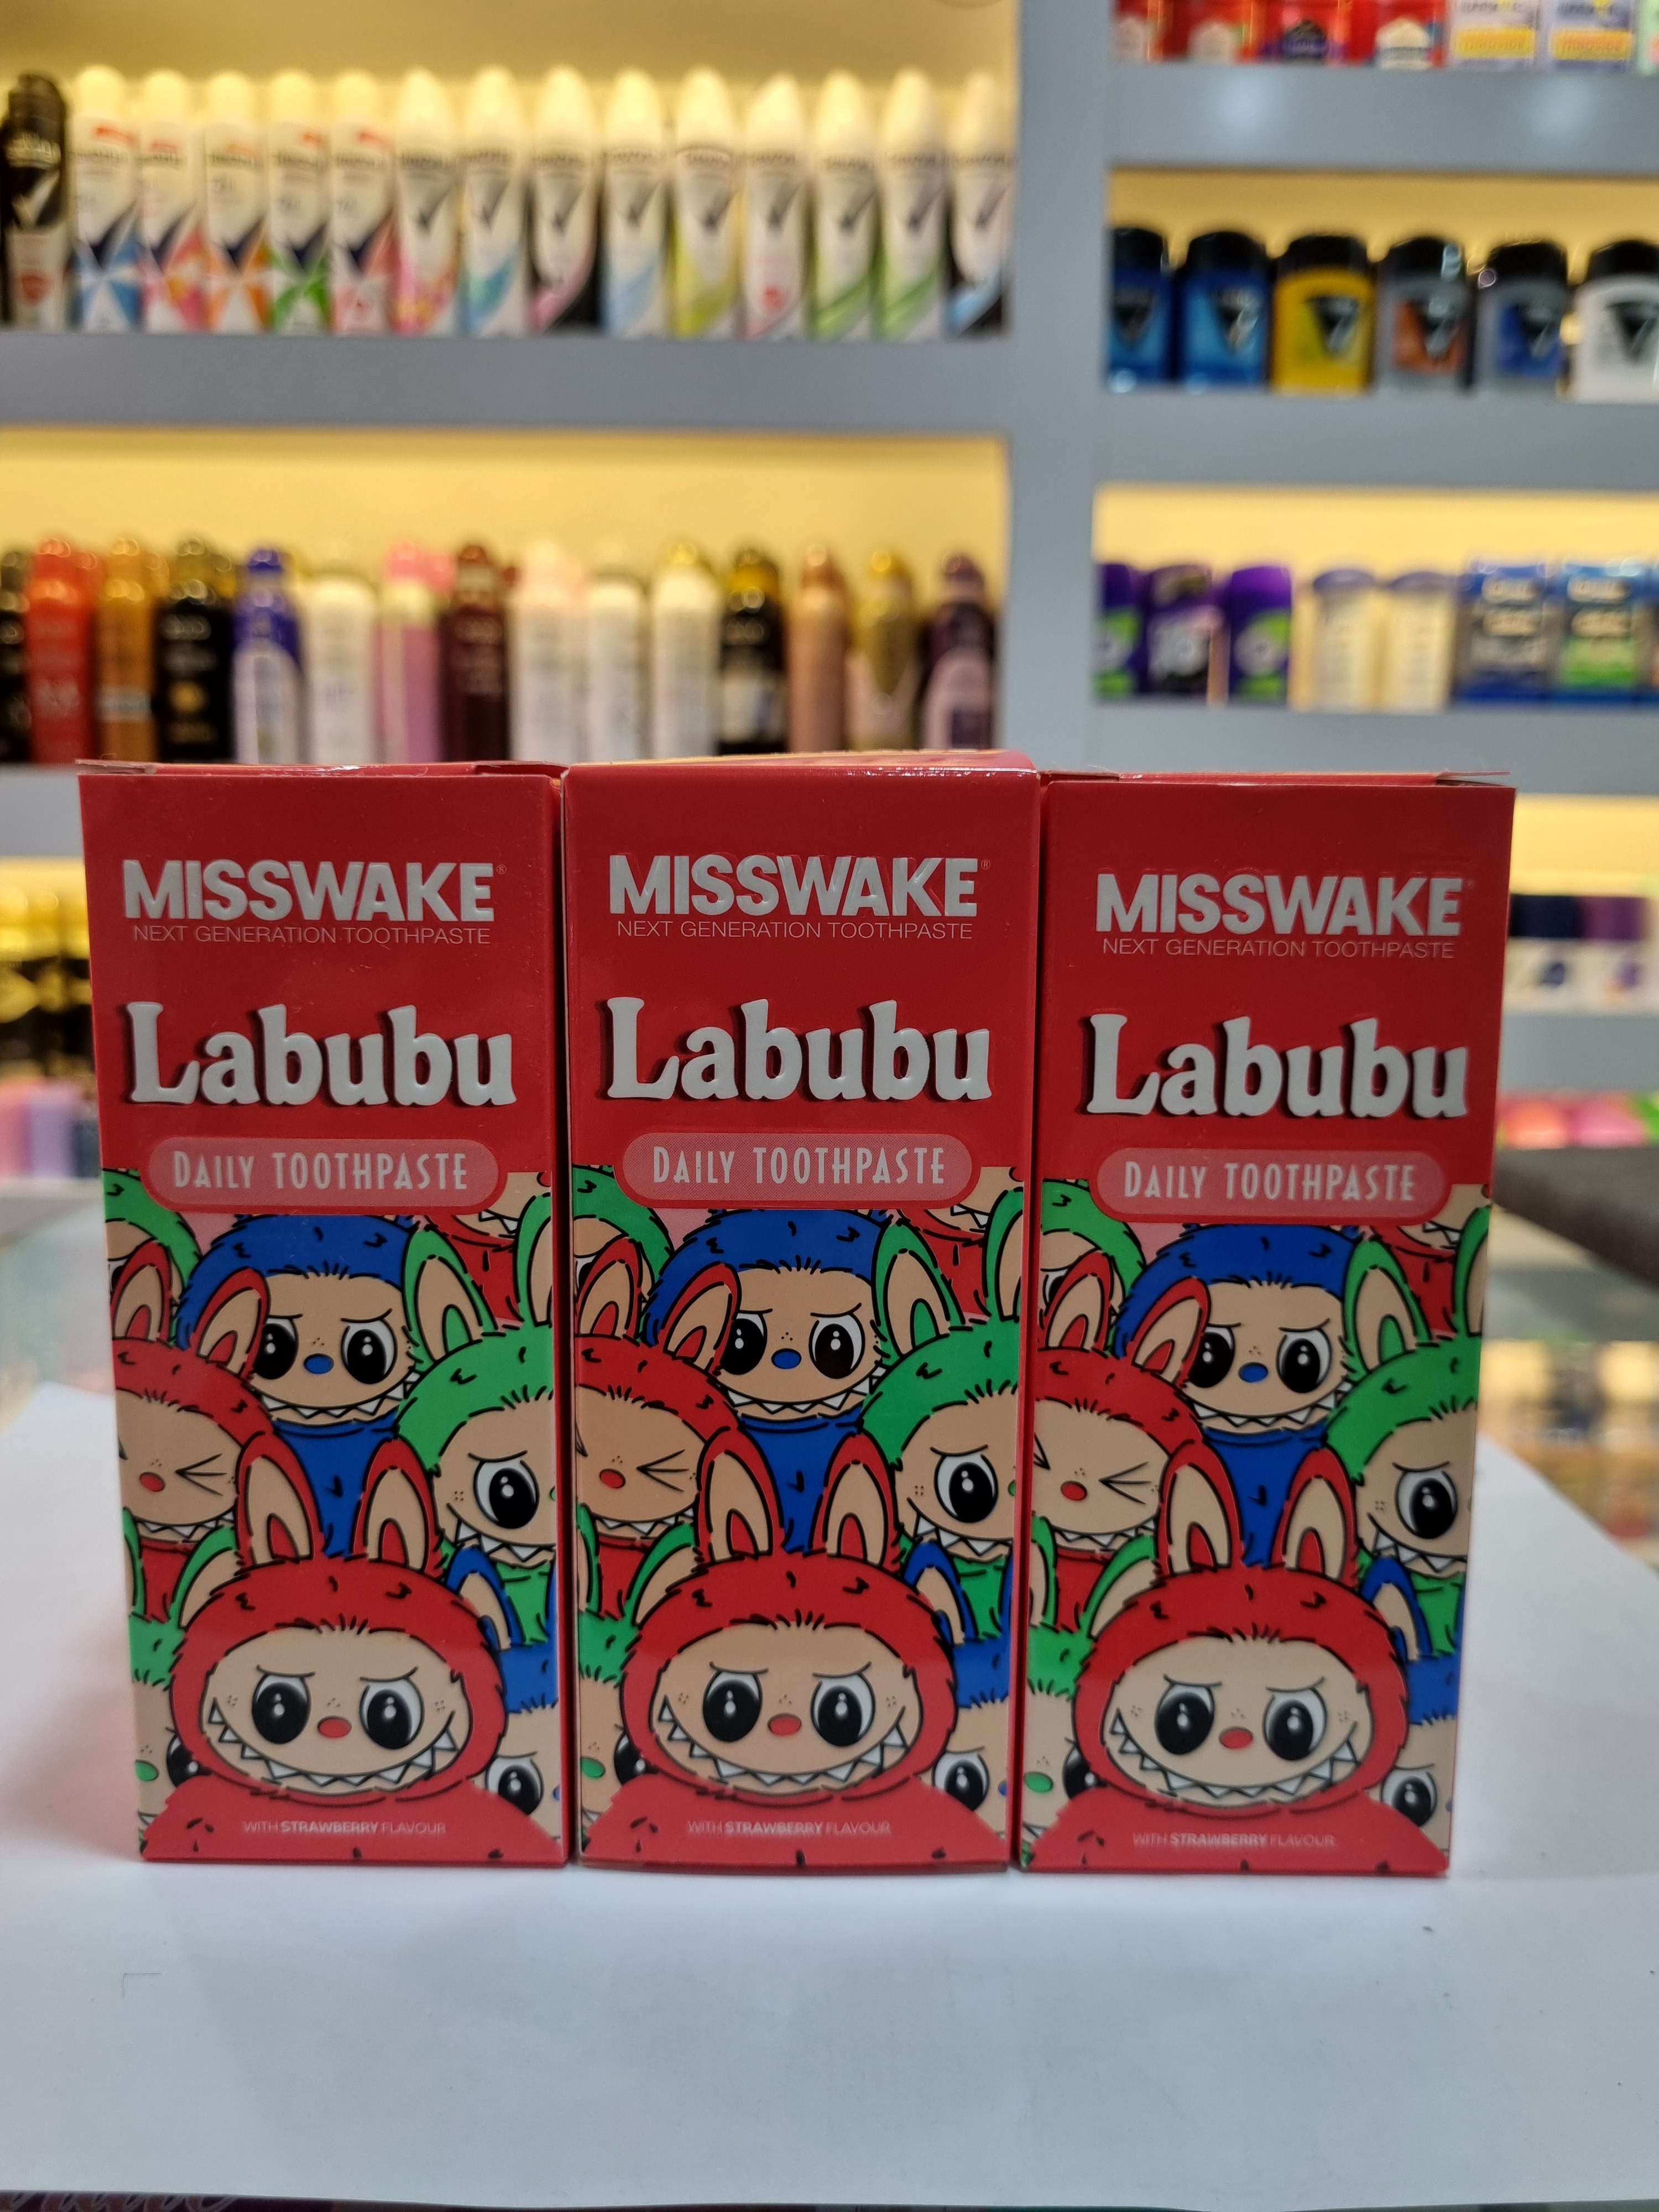 MISSWAKE®
NEXT GENERATION TOOTHPASTE
Labubu
DAILY TOOTHPASTE
WITH STRAWBERRY FLAVOUR
MISSWAKE®
NEXT GENERATION TOOTHPASTE
Labubu
DAILY TOOTHPASTE
WITH STRAWBERRY FLAVOUR
MISSWAKE
NEXT GENERATION TOOTHPASTE
Labubu
DAILY TOOTHPASTE
WITH STRAWBERRY FLAVOUR